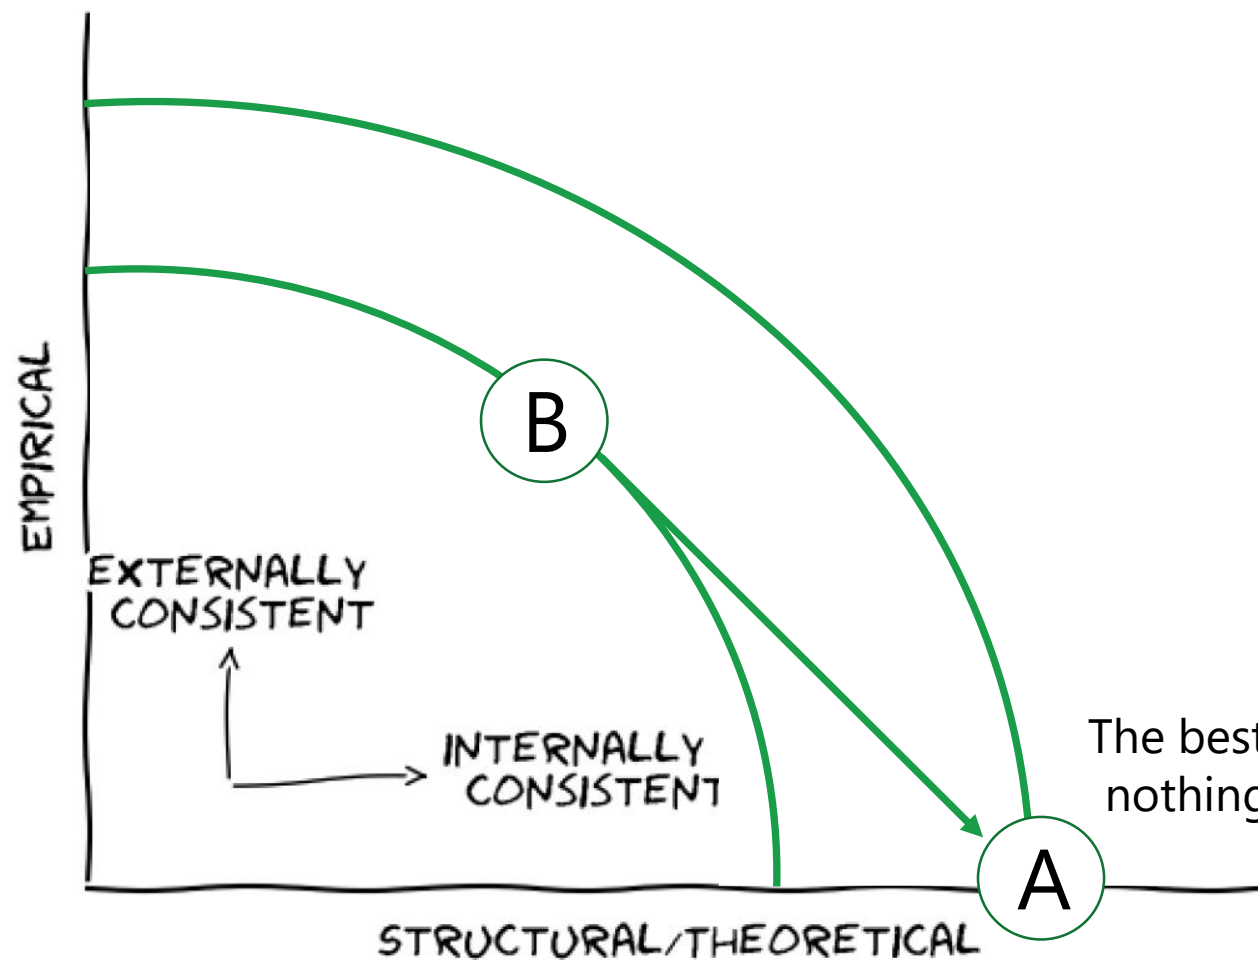 EMPIRICAL
B
EXTERNALLY
CONSISTENT
INTERNALLY
CONSISTENT
The best
nothing
A
STRUCTURAL/THEORETICAL